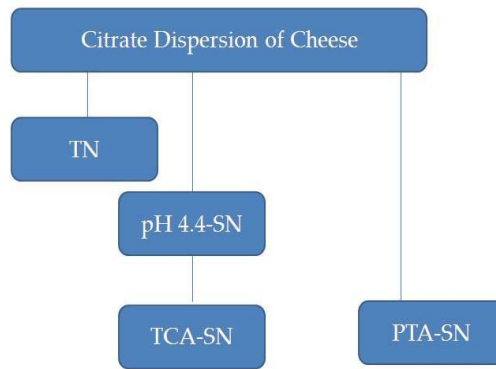 Citrate Dispersion of Cheese
TN
pH 4.4-SN
TCA-SN
PTA-SN